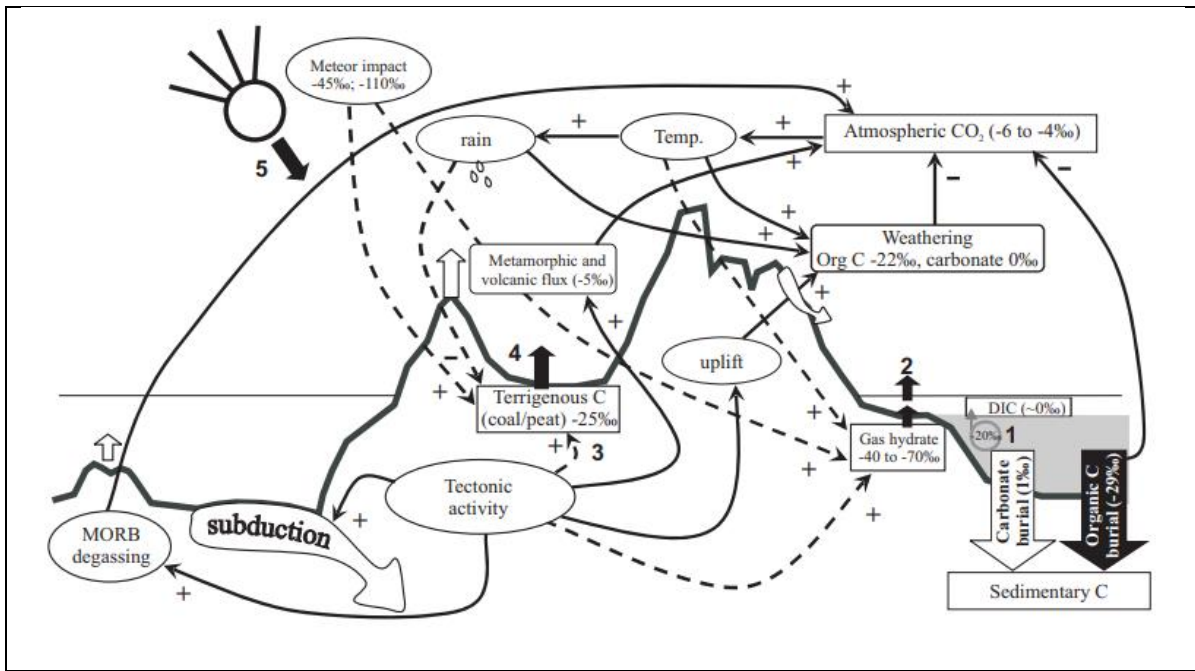 Meteor impact
-45‰; -110‰
+
5
rain
+
Temp.
+
Atmospheric CO₂ (-6 to -4‰)
+
–
–
+
+
Weathering
Org C -22‰, carbonate 0‰
+
Metamorphic and
volcanic flux (-5‰)
+
+
uplift
–
4
+
Terrigenous C
(coal/peat) -25‰
+
3
2
DIC (~0‰)
-20‰
1
Gas hydrate
-40 to -70‰
+
+
Carbonate
burial (1‰)
Organic C
burial (-29‰)
Tectonic
activity
+
subduction
MORB
degassing
+
Sedimentary C